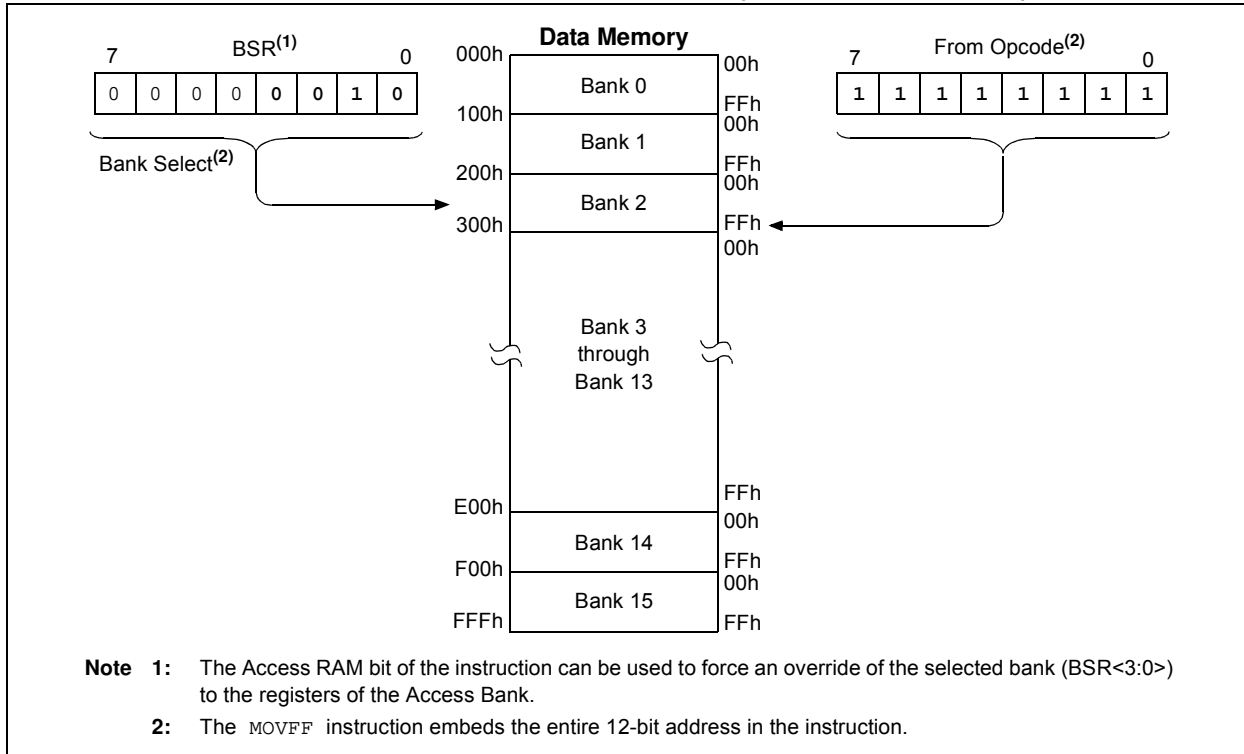 Data Memory
7 BSR(1) 0
0 0 0 0 0 0 1 0
Bank Select(2)
000h
100h
200h
300h
E00h
F00h
FFFh
Bank 0
Bank 1
Bank 2
Bank 3
through
Bank 13
Bank 14
Bank 15
00h
FFh
00h
FFh
00h
FFh
00h
FFh
00h
FFh
00h
FFh
7 From Opcode(2) 0
1 1 1 1 1 1 1 1
Note 1: The Access RAM bit of the instruction can be used to force an override of the selected bank (BSR<3:0>)
to the registers of the Access Bank.
2: The MOVFF instruction embeds the entire 12-bit address in the instruction.